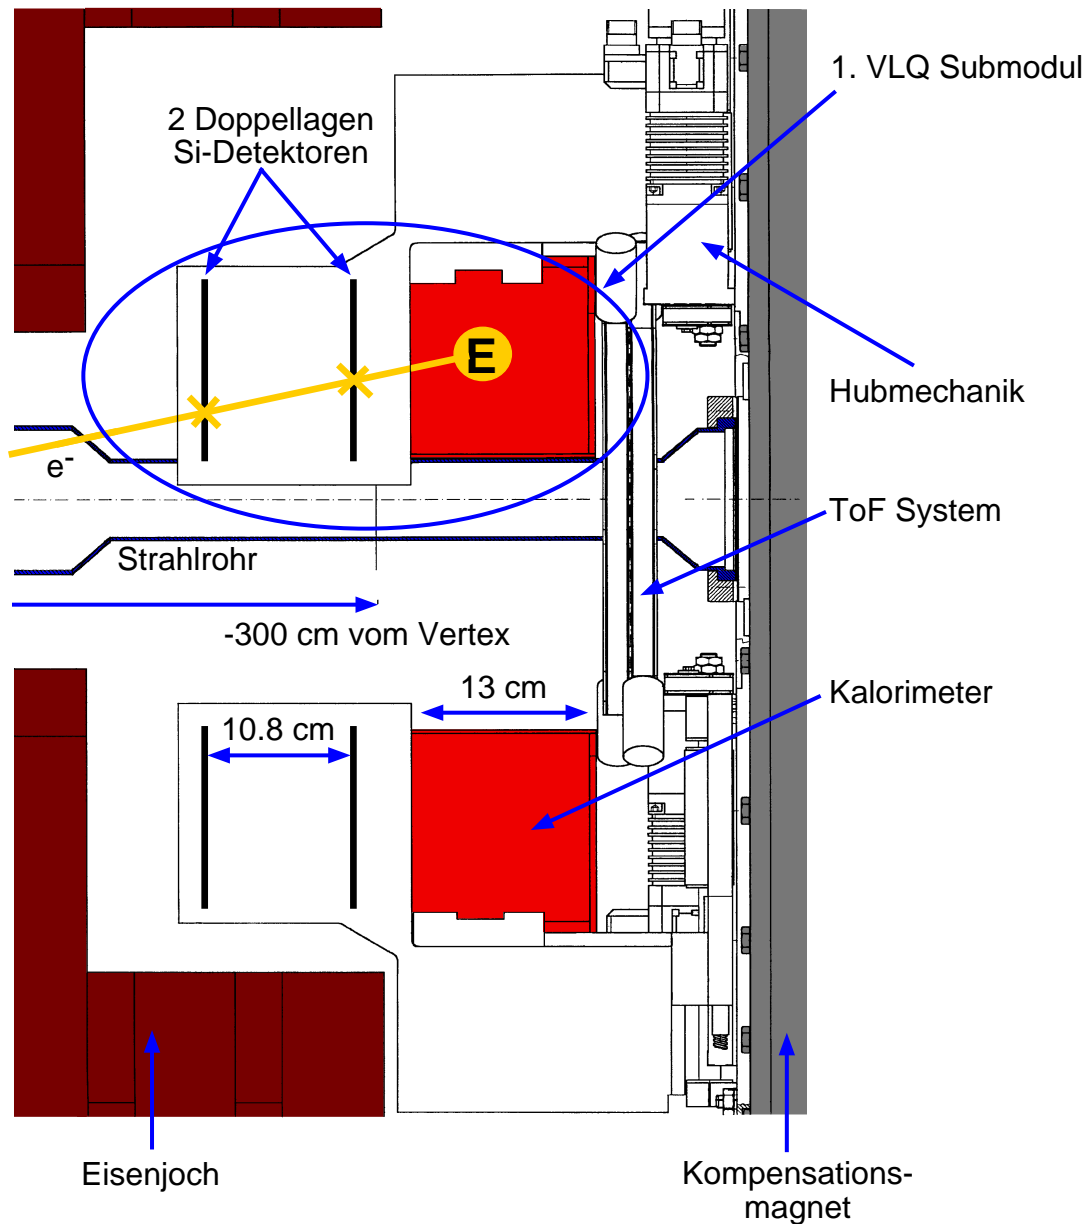 1. VLQ Submodul
2 Doppellagen
Si-Detektoren
E
Hubmechanik
e-
ToF System
Strahlrohr
-300 cm vom Vertex
13 cm
Kalorimeter
10.8 cm
Eisenjoch
Kompensations-
magnet